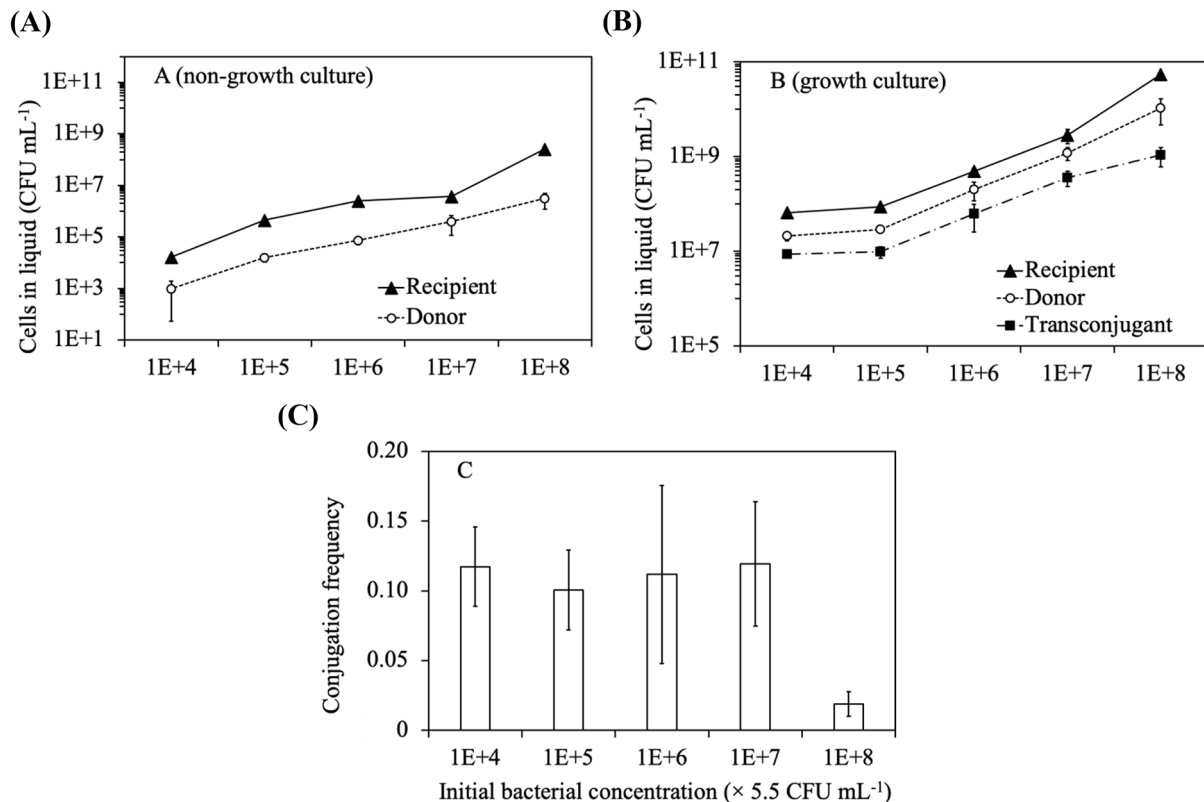 (A)
A (non-growth culture)
Cells in liquid (CFU mL⁻¹)
1E+11
1E+9
1E+7
1E+5
1E+3
1E+1
Recipient
Donor
1E+4 1E+5 1E+6 1E+7 1E+8
(B)
B (growth culture)
Cells in liquid (CFU mL⁻¹)
1E+11
1E+9
1E+7
1E+5
Recipient
Donor
Transconjugant
1E+4 1E+5 1E+6 1E+7 1E+8
(C)
C
Conjugation frequency
0.20
0.15
0.10
0.05
0
1E+4 1E+5 1E+6 1E+7 1E+8
Initial bacterial concentration (× 5.5 CFU mL⁻¹)